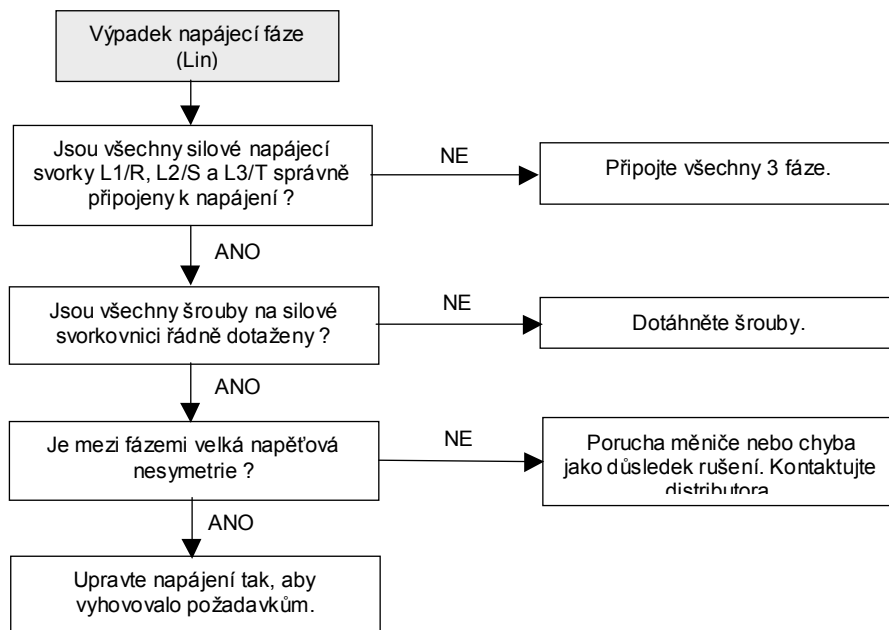 Výpadek napájecí fáze
(Lin)
Jsou všechny silové napájecí
svorky L1/R, L2/S a L3/T správně
připojeny k napájení ?
NE
Připojte všechny 3 fáze.
ANO
Jsou všechny šrouby na silové
svorkovnici řádně dotaženy ?
NE
Dotáhněte šrouby.
ANO
Je mezi fázemi velká napěťová
nesymetrie ?
NE
Porucha měniče nebo chyba
jako důsledek rušení. Kontaktujte
distributora
ANO
Upravte napájení tak, aby
vyhovovalo požadavkům.